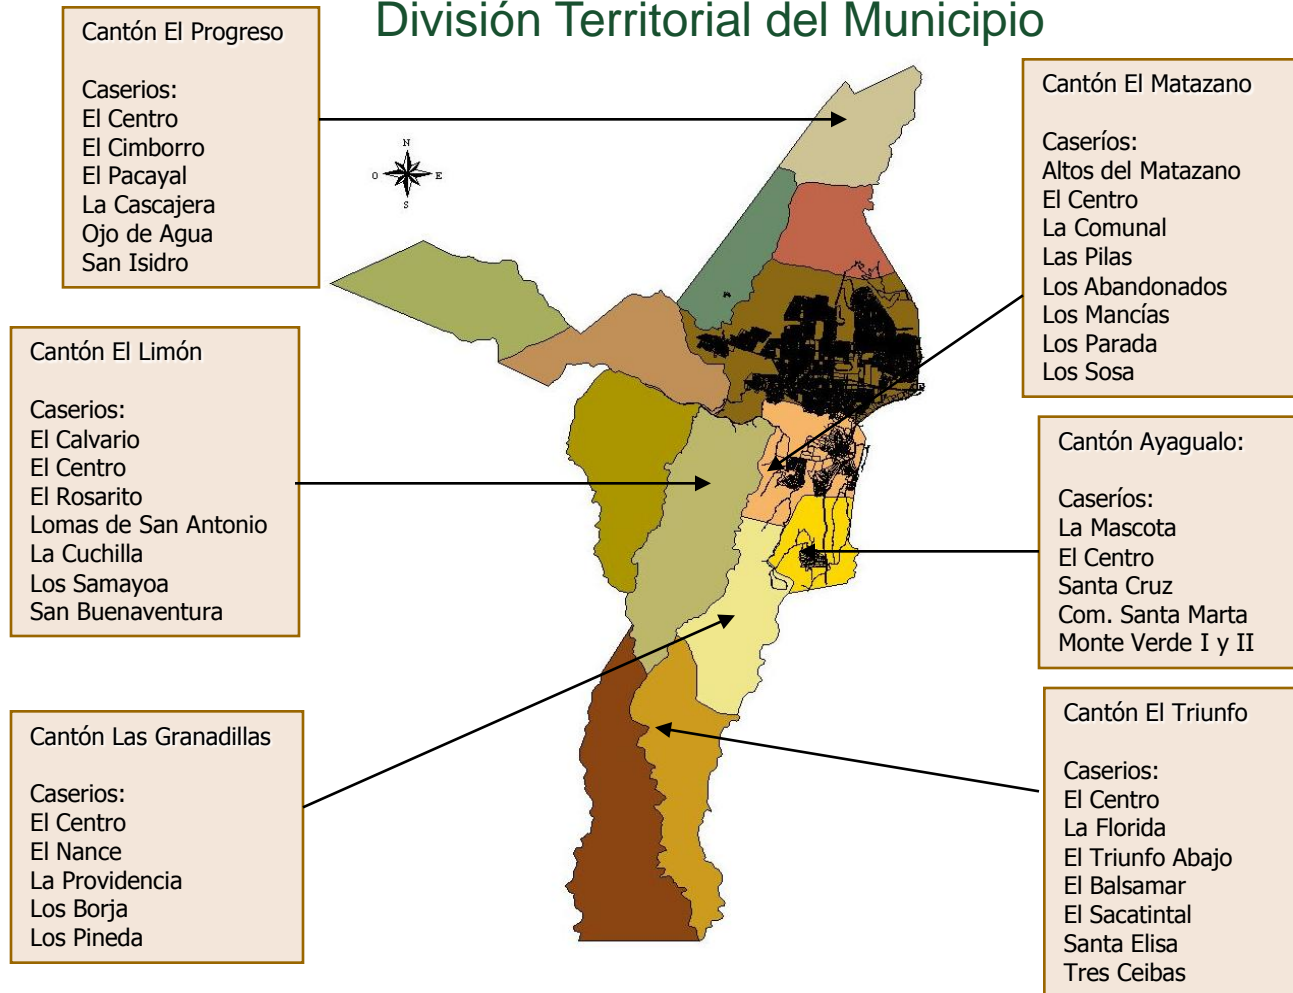 División Territorial del Municipio
Cantón El Progreso
Caserios:
El Centro
El Cimborro
El Pacayal
La Cascajera
Ojo de Agua
San Isidro
N
O
E
S
Cantón El Matazano
Caseríos:
Altos del Matazano
El Centro
La Comunal
Las Pilas
Los Abandonados
Los Mancías
Los Parada
Los Sosa
Cantón El Limón
Caserios:
El Calvario
El Centro
El Rosarito
Lomas de San Antonio
La Cuchilla
Los Samayoa
San Buenaventura
Cantón Ayagualo:
Caseríos:
La Mascota
El Centro
Santa Cruz
Com. Santa Marta
Monte Verde I y II
Cantón Las Granadillas
Caserios:
El Centro
El Nance
La Providencia
Los Borja
Los Pineda
Cantón El Triunfo
Caserios:
El Centro
La Florida
El Triunfo Abajo
El Balsamar
El Sacatintal
Santa Elisa
Tres Ceibas